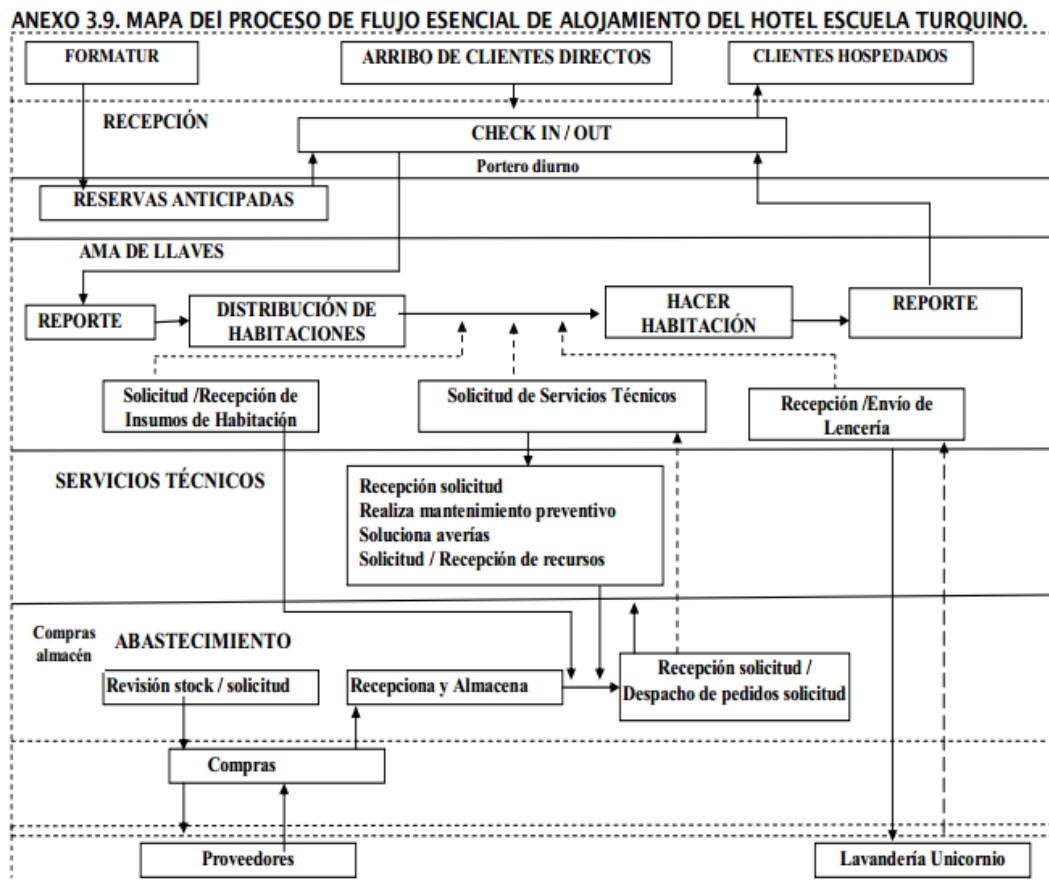 ANEXO 3.9. MAPA DEl PROCESO DE FLUJO ESENCIAL DE ALOJAMIENTO DEL HOTEL ESCUELA TURQUINO.
FORMATUR
ARRIBO DE CLIENTES DIRECTOS
CLIENTES HOSPEDADOS
RECEPCIÓN
CHECK IN / OUT
Portero diurno
RESERVAS ANTICIPADAS
AMA DE LLAVES
REPORTE
DISTRIBUCIÓN DE
HABITACIONES
HACER
HABITACIÓN
REPORTE
Solicitud /Recepción de
Insumos de Habitación
Solicitud de Servicios Técnicos
Recepción /Envío de
Lencería
SERVICIOS TÉCNICOS
Recepción solicitud
Realiza mantenimiento preventivo
Soluciona averías
Solicitud / Recepción de recursos
Compras
almacén
ABASTECIMIENTO
Revisión stock / solicitud
Recepciona y Almacena
Recepción solicitud /
Despacho de pedidos solicitud
Compras
Proveedores
Lavandería Unicornio